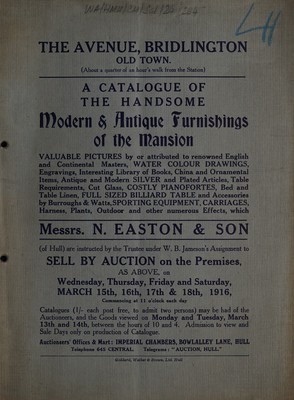 THE AVENUE, BRIDLINGTON
OLD TOWN.
(About a quarter of an hour's walk from the Station)
A CATALOGUE OF
THE HANDSOME
Modern & Antique Furnishings
of the Mansion
VALUABLE PICTURES by or attributed to renowned English
and Continental Masters, WATER COLOUR DRAWINGS,
Engravings, Interesting Library of Books, China and Ornamental
Items, Antique and Modern SILVER and Plated Articles, Table
Requirements, Cut Glass, COSTLY PIANOFORTES, Bed and
Table Linen, FULL SIZED BILLIARD TABLE and Accessories
by Burroughs & Watts, SPORTING EQUIPMENT, CARRIAGES,
Harness, Plants, Outdoor and other numerous Effects, which
Messrs. N. EASTON & SON
(of Hull) are instructed by the Trustee under W. B. Jameson's Assignment to
SELL BY AUCTION on the Premises,
AS ABOVE, on
Wednesday, Thursday, Friday and Saturday,
MARCH 15th, 16th, 17th & 18th, 1916,
Commencing at 11 o'clock each day
Catalogues (1/- each post free, to admit two persons) may be had of the
Auctioneers, and the Goods viewed on Monday and Tuesday, March
13th and 14th, between the hours of 10 and 4. Admission to view and
Sale Days only on production of Catalogue.
Auctioneers' Offices & Mart: IMPERIAL CHAMBERS, BOWLALLEY LANE, HULL
Telephone 640 CENTRAL. Telegrams: "AUCTION, HULL."
Goddard, Walker & Brown, Ltd. Hull